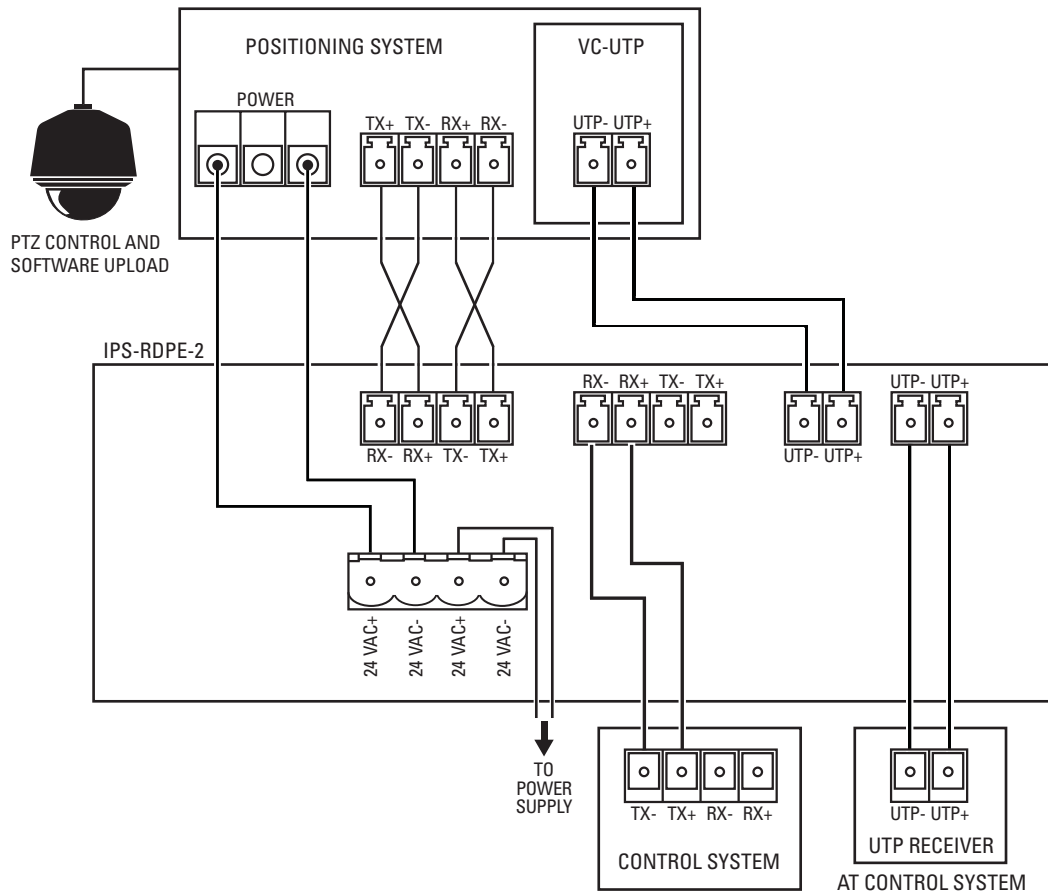 POSITIONING SYSTEM
VC-UTP
POWER
TX+ TX- RX+ RX-
UTP- UTP+
PTZ CONTROL AND
SOFTWARE UPLOAD
IPS-RDPE-2
RX- RX+ TX- TX+
UTP- UTP+
RX- RX+ TX- TX+
UTP- UTP+
24 VAC+
24 VAC-
24 VAC+
24 VAC-
TO
POWER
SUPPLY
TX- TX+ RX- RX+
CONTROL SYSTEM
UTP- UTP+
UTP RECEIVER
AT CONTROL SYSTEM